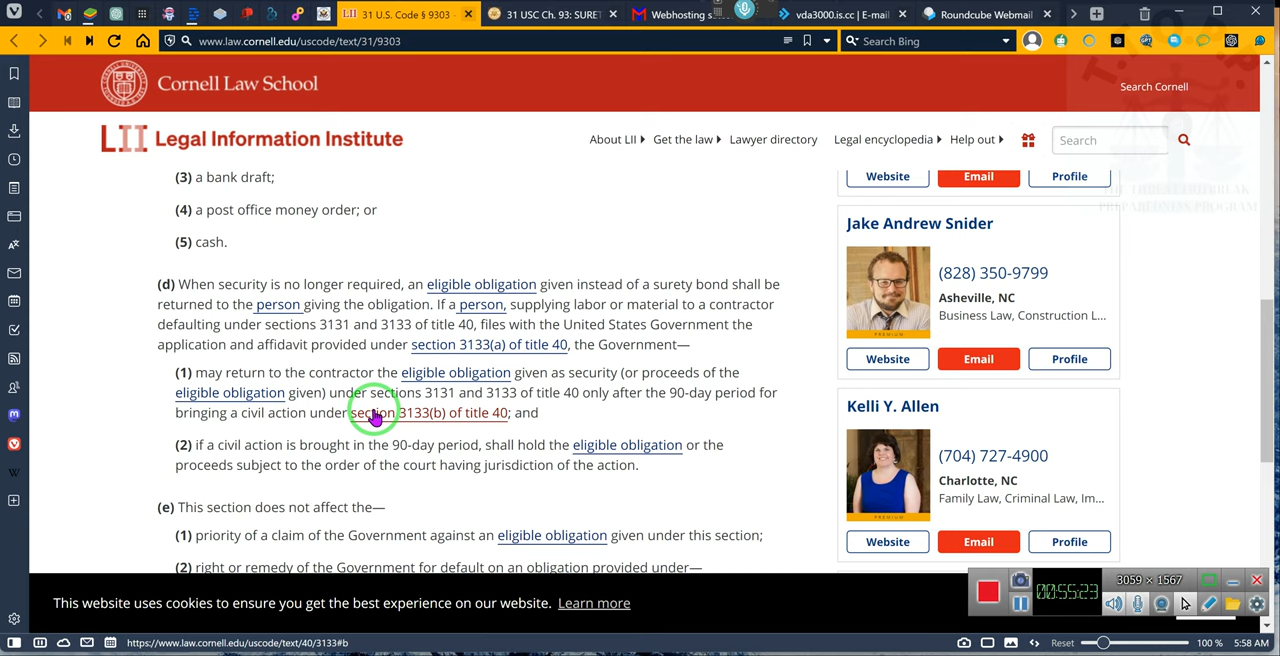 31 U.S. Code § 9303 -
31 USC Ch. 93: SURET
Webhosting s
vda3000.is.cc | E-mail
Roundcube Webmail
www.law.cornell.edu/uscode/text/31/9303
Search Bing
Cornell Law School
Search Cornell
LII Legal Information Institute
About LII
Get the law
Lawyer directory
Legal encyclopedia
Help out
Search
(3) a bank draft;
(4) a post office money order; or
(5) cash.
(d) When security is no longer required, an eligible obligation given instead of a surety bond shall be
returned to the person giving the obligation. If a person, supplying labor or material to a contractor
defaulting under sections 3131 and 3133 of title 40, files with the United States Government the
application and affidavit provided under section 3133(a) of title 40, the Government—
(1) may return to the contractor the eligible obligation given as security (or proceeds of the
eligible obligation given) under sections 3131 and 3133 of title 40 only after the 90-day period for
bringing a civil action under section 3133(b) of title 40; and
(2) if a civil action is brought in the 90-day period, shall hold the eligible obligation or the
proceeds subject to the order of the court having jurisdiction of the action.
(e) This section does not affect the—
(1) priority of a claim of the Government against an eligible obligation given under this section;
(2) right or remedy of the Government for default on an obligation provided under—
Website
Email
Profile
Jake Andrew Snider
(828) 350-9799
Asheville, NC
Business Law, Construction L...
PREMIUM
Website
Email
Profile
Kelli Y. Allen
(704) 727-4900
Charlotte, NC
Family Law, Criminal Law, Im...
PREMIUM
Website
Email
Profile
This website uses cookies to ensure you get the best experience on our website. Learn more
3059 × 1567
00:55:23
https://www.law.cornell.edu/uscode/text/40/3133#b
Reset
100 %
5:58 AM